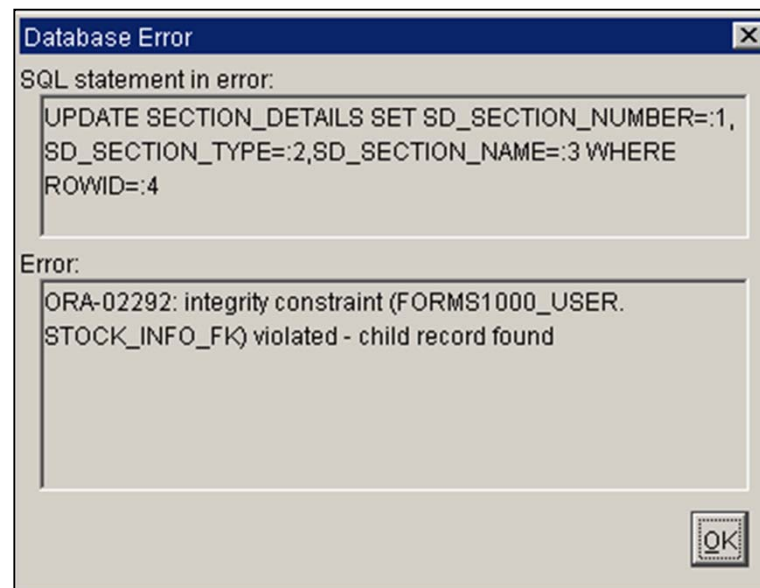 Database Error
SQL statement in error:
UPDATE SECTION_DETAILS SET SD_SECTION_NUMBER=:1,
SD_SECTION_TYPE=:2,SD_SECTION_NAME=:3 WHERE
ROWID=:4
Error:
ORA-02292: integrity constraint (FORMS1000_USER.
STOCK_INFO_FK) violated - child record found
OK